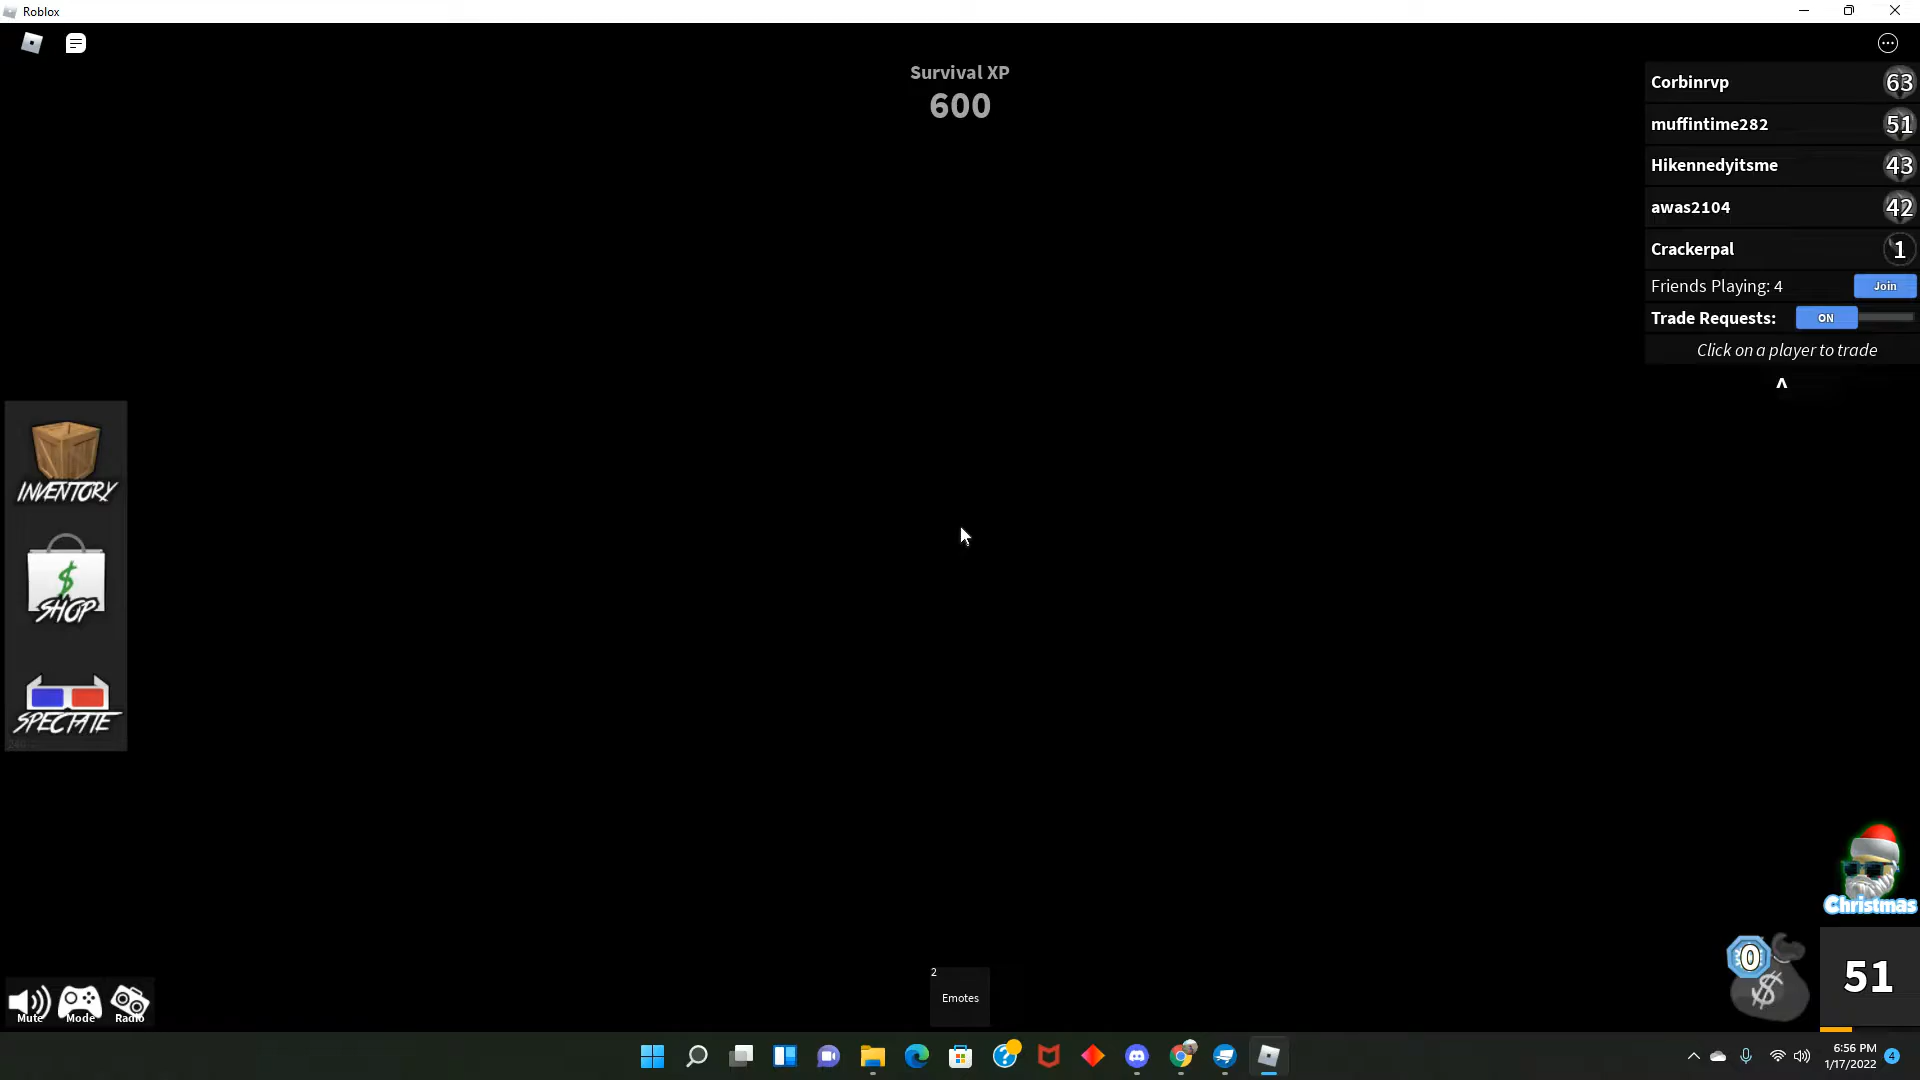 Roblox
Survival XP
600
Corbinrvp 63
muffintime282 51
Hikennedyitsme 43
awas2104 42
Crackerpal 1
Friends Playing: 4 Join
Trade Requests: ON
Click on a player to trade
^
INVENTORY
$
SHOP
SPECTATE
Christmas
0
$
51
2
Emotes
Mute Mode Radio
6:56 PM
1/17/2022
4